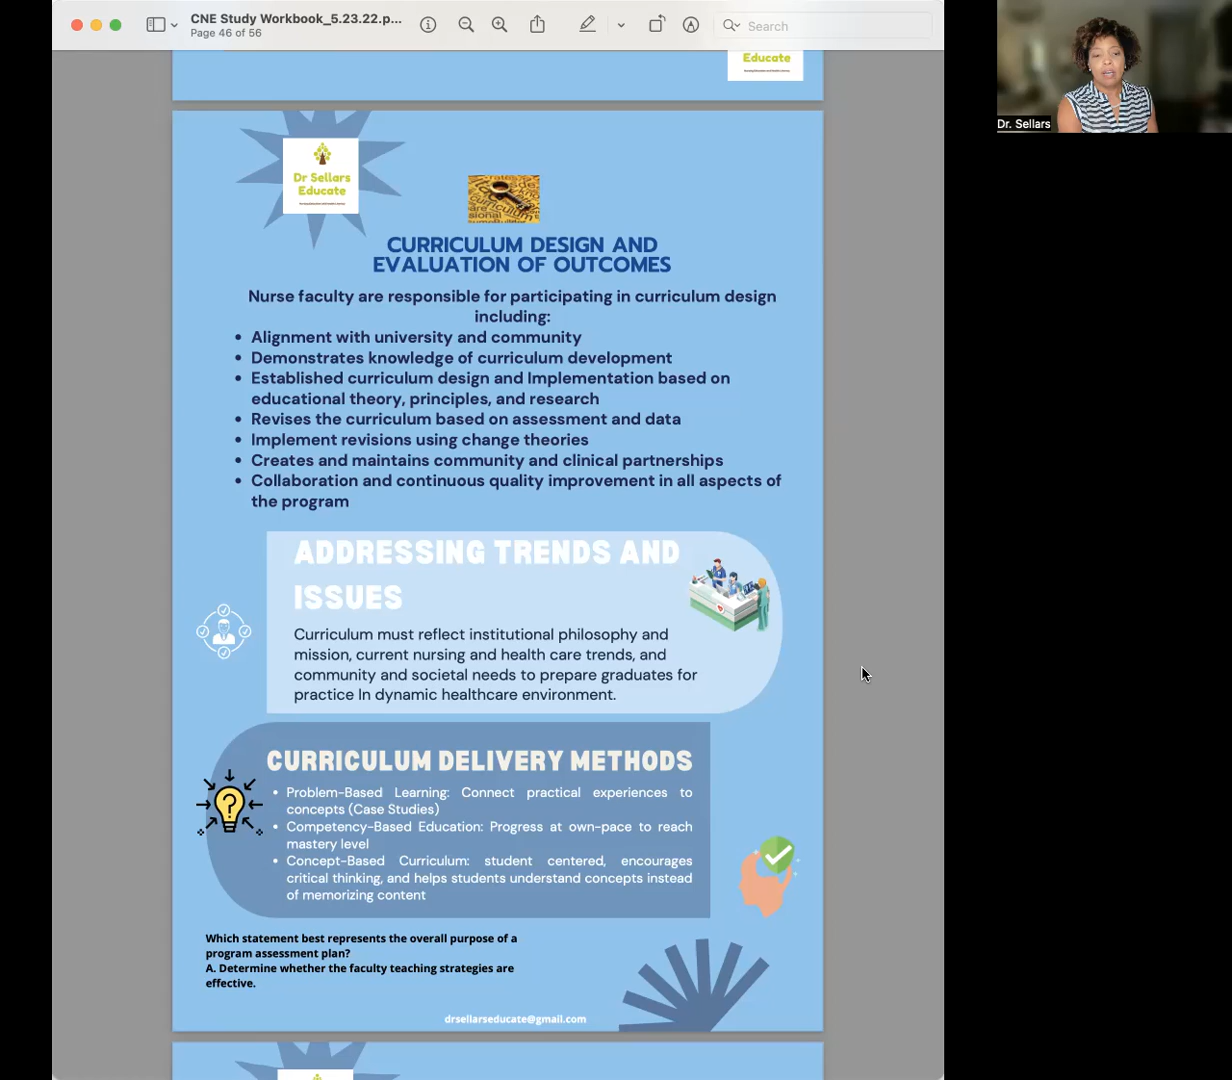 CNE Study Workbook_5.23.22.p...
Page 46 of 56
Search
Dr. Sellars
Educate
Dr Sellars
Educate
CURRICULUM DESIGN AND
EVALUATION OF OUTCOMES
Nurse faculty are responsible for participating in curriculum design
including:
• Alignment with university and community
• Demonstrates knowledge of curriculum development
• Established curriculum design and Implementation based on
educational theory, principles, and research
• Revises the curriculum based on assessment and data
• Implement revisions using change theories
• Creates and maintains community and clinical partnerships
• Collaboration and continuous quality improvement in all aspects of
the program
ADDRESSING TRENDS AND
ISSUES
Curriculum must reflect institutional philosophy and
mission, current nursing and health care trends, and
community and societal needs to prepare graduates for
practice In dynamic healthcare environment.
CURRICULUM DELIVERY METHODS
• Problem-Based Learning: Connect practical experiences to
concepts (Case Studies)
• Competency-Based Education: Progress at own-pace to reach
mastery level
• Concept-Based Curriculum: student centered, encourages
critical thinking, and helps students understand concepts instead
of memorizing content
Which statement best represents the overall purpose of a
program assessment plan?
A. Determine whether the faculty teaching strategies are
effective.
drsellarseducate@gmail.com